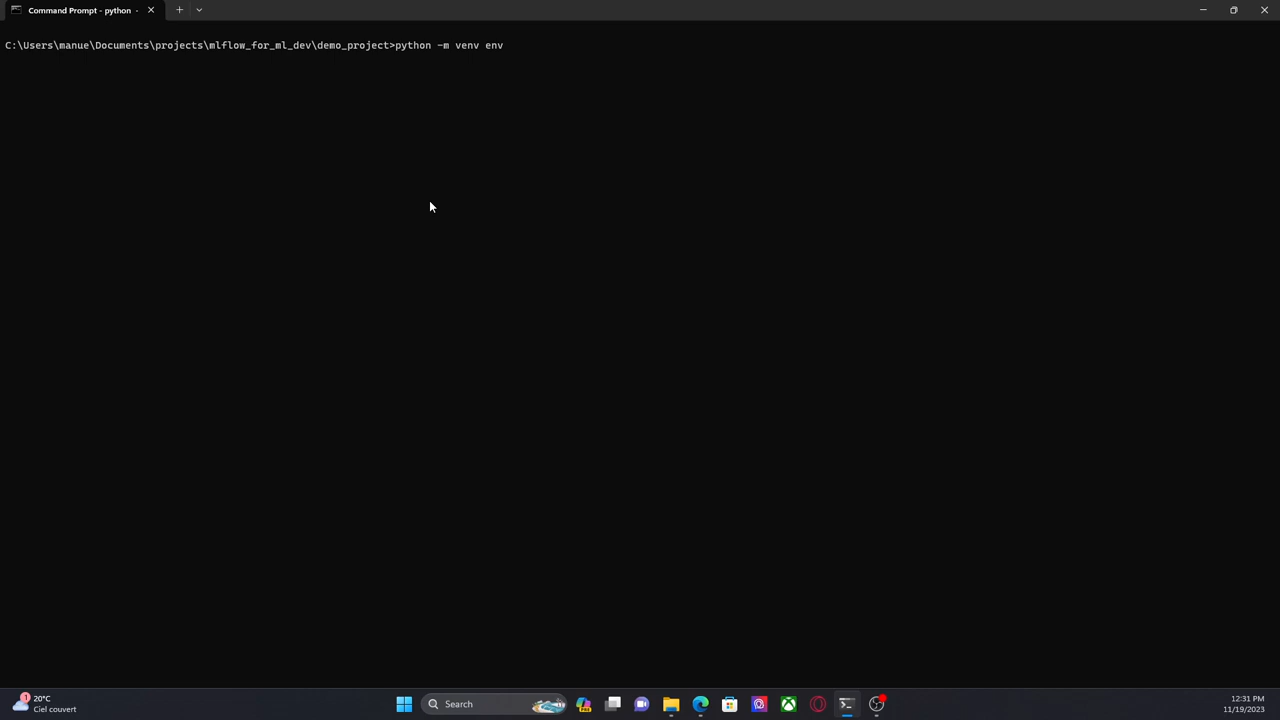 Command Prompt - python -
C:\Users\manue\Documents\projects\mlflow_for_ml_dev\demo_project>python -m venv env
1
20°C
Ciel couvert
Search
12:31 PM
11/19/2023